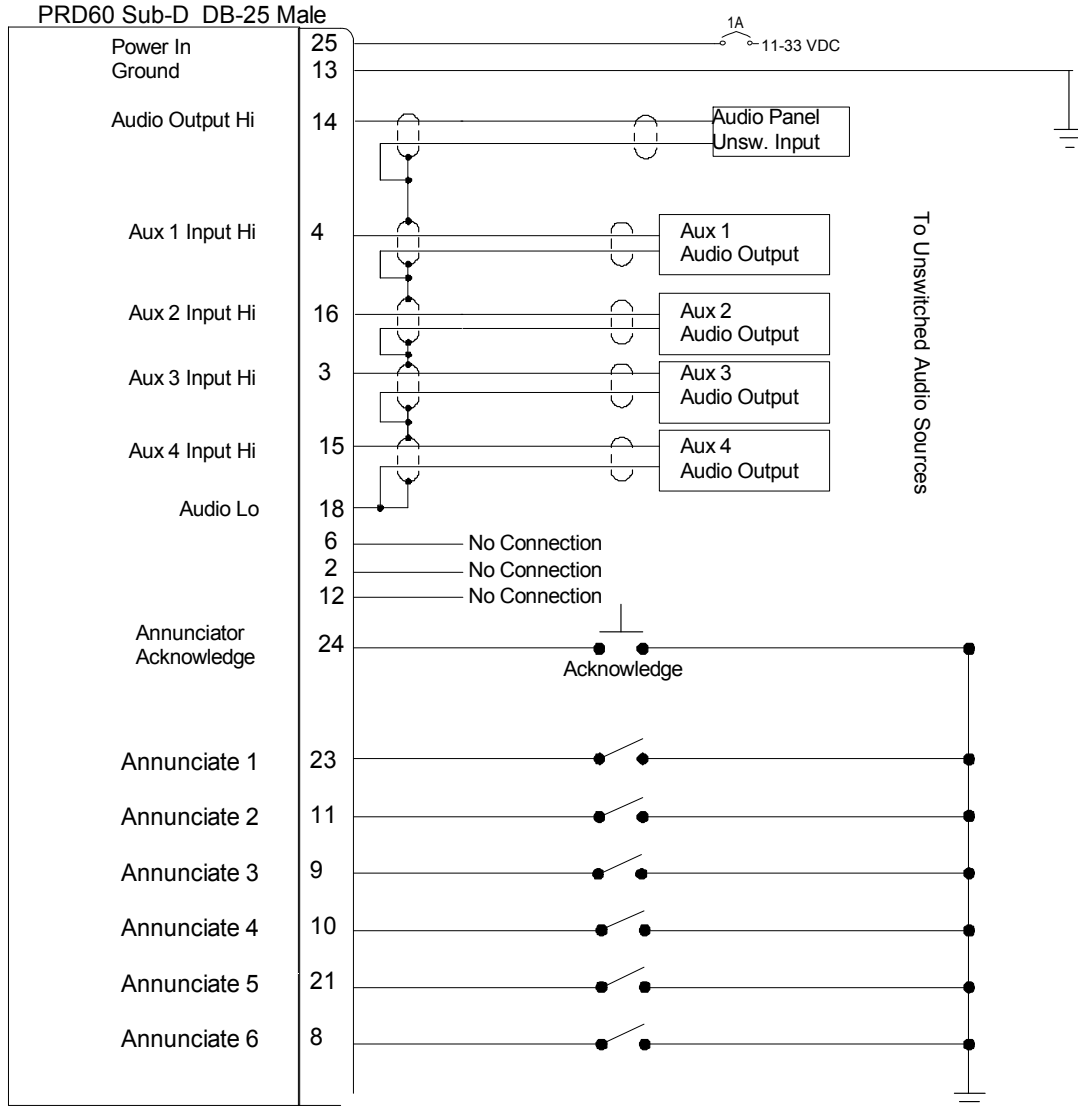 PRD60 Sub-D DB-25 Male
Power In 25 1A 11-33 VDC
Ground 13
Audio Output Hi 14 Audio Panel
Unsw. Input
Aux 1 Input Hi 4 Aux 1
Audio Output
Aux 2 Input Hi 16 Aux 2
Audio Output
Aux 3 Input Hi 3 Aux 3
Audio Output
Aux 4 Input Hi 15 Aux 4
Audio Output
To Unswitched Audio Sources
Audio Lo 18
6 No Connection
2 No Connection
12 No Connection
Annunciator
Acknowledge 24 Acknowledge
Annunciate 1 23
Annunciate 2 11
Annunciate 3 9
Annunciate 4 10
Annunciate 5 21
Annunciate 6 8